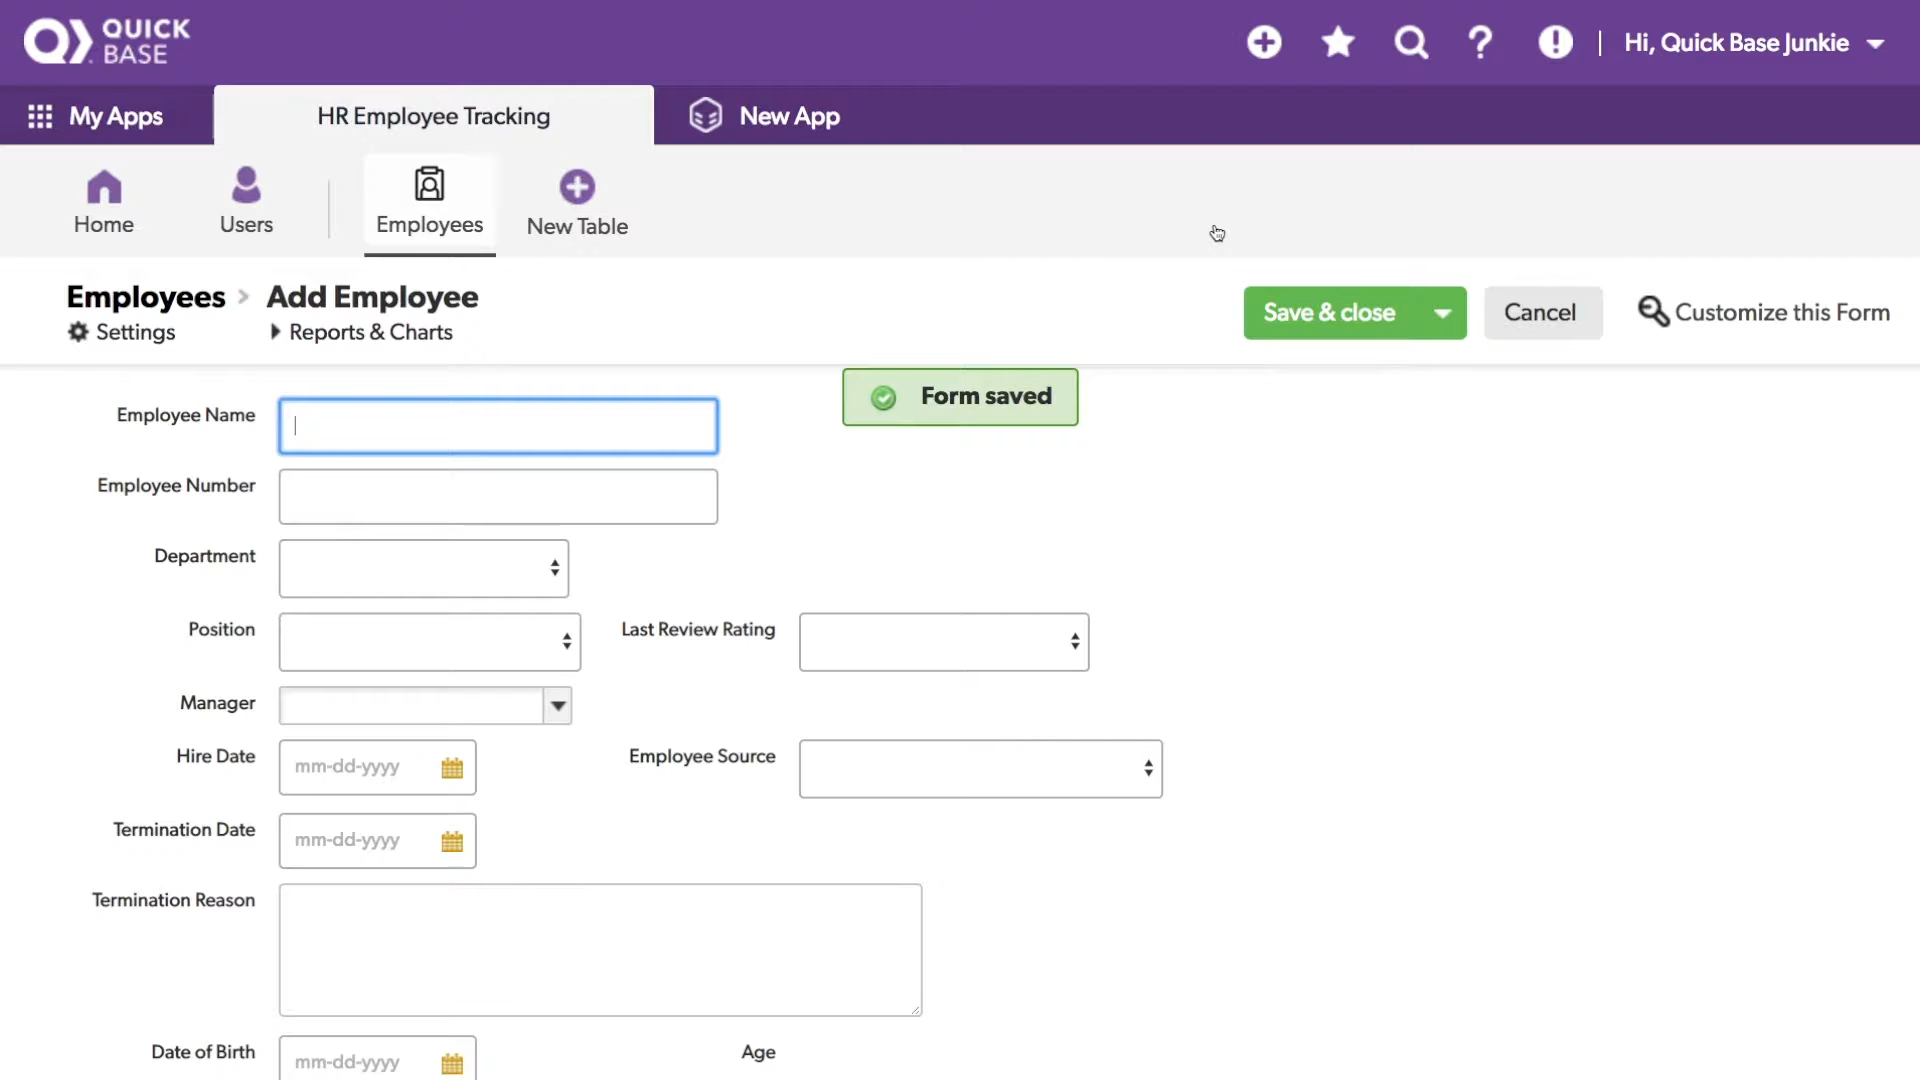 QUICK
BASE
Hi, Quick Base Junkie
My Apps
HR Employee Tracking
New App
Home
Users
Employees
New Table
Employees > Add Employee
Settings
Reports & Charts
Save & close
Cancel
Customize this Form
Form saved
Employee Name
Employee Number
Department
Position
Last Review Rating
Manager
Hire Date
mm-dd-yyyy
Employee Source
Termination Date
mm-dd-yyyy
Termination Reason
Date of Birth
mm-dd-yyyy
Age